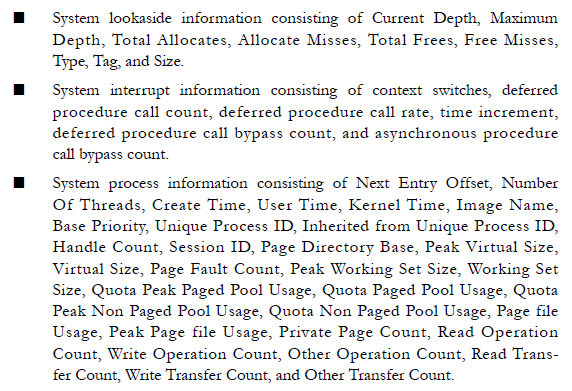 ■ System lookaside information consisting of Current Depth, Maximum
Depth, Total Allocates, Allocate Misses, Total Frees, Free Misses,
Type, Tag, and Size.
■ System interrupt information consisting of context switches, deferred
procedure call count, deferred procedure call rate, time increment,
deferred procedure call bypass count, and asynchronous procedure
call bypass count.
■ System process information consisting of Next Entry Offset, Number
Of Threads, Create Time, User Time, Kernel Time, Image Name,
Base Priority, Unique Process ID, Inherited from Unique Process ID,
Handle Count, Session ID, Page Directory Base, Peak Virtual Size,
Virtual Size, Page Fault Count, Peak Working Set Size, Working Set
Size, Quota Peak Paged Pool Usage, Quota Paged Pool Usage, Quota
Peak Non Paged Pool Usage, Quota Non Paged Pool Usage, Page file
Usage, Peak Page file Usage, Private Page Count, Read Operation
Count, Write Operation Count, Other Operation Count, Read Trans-
fer Count, Write Transfer Count, and Other Transfer Count.